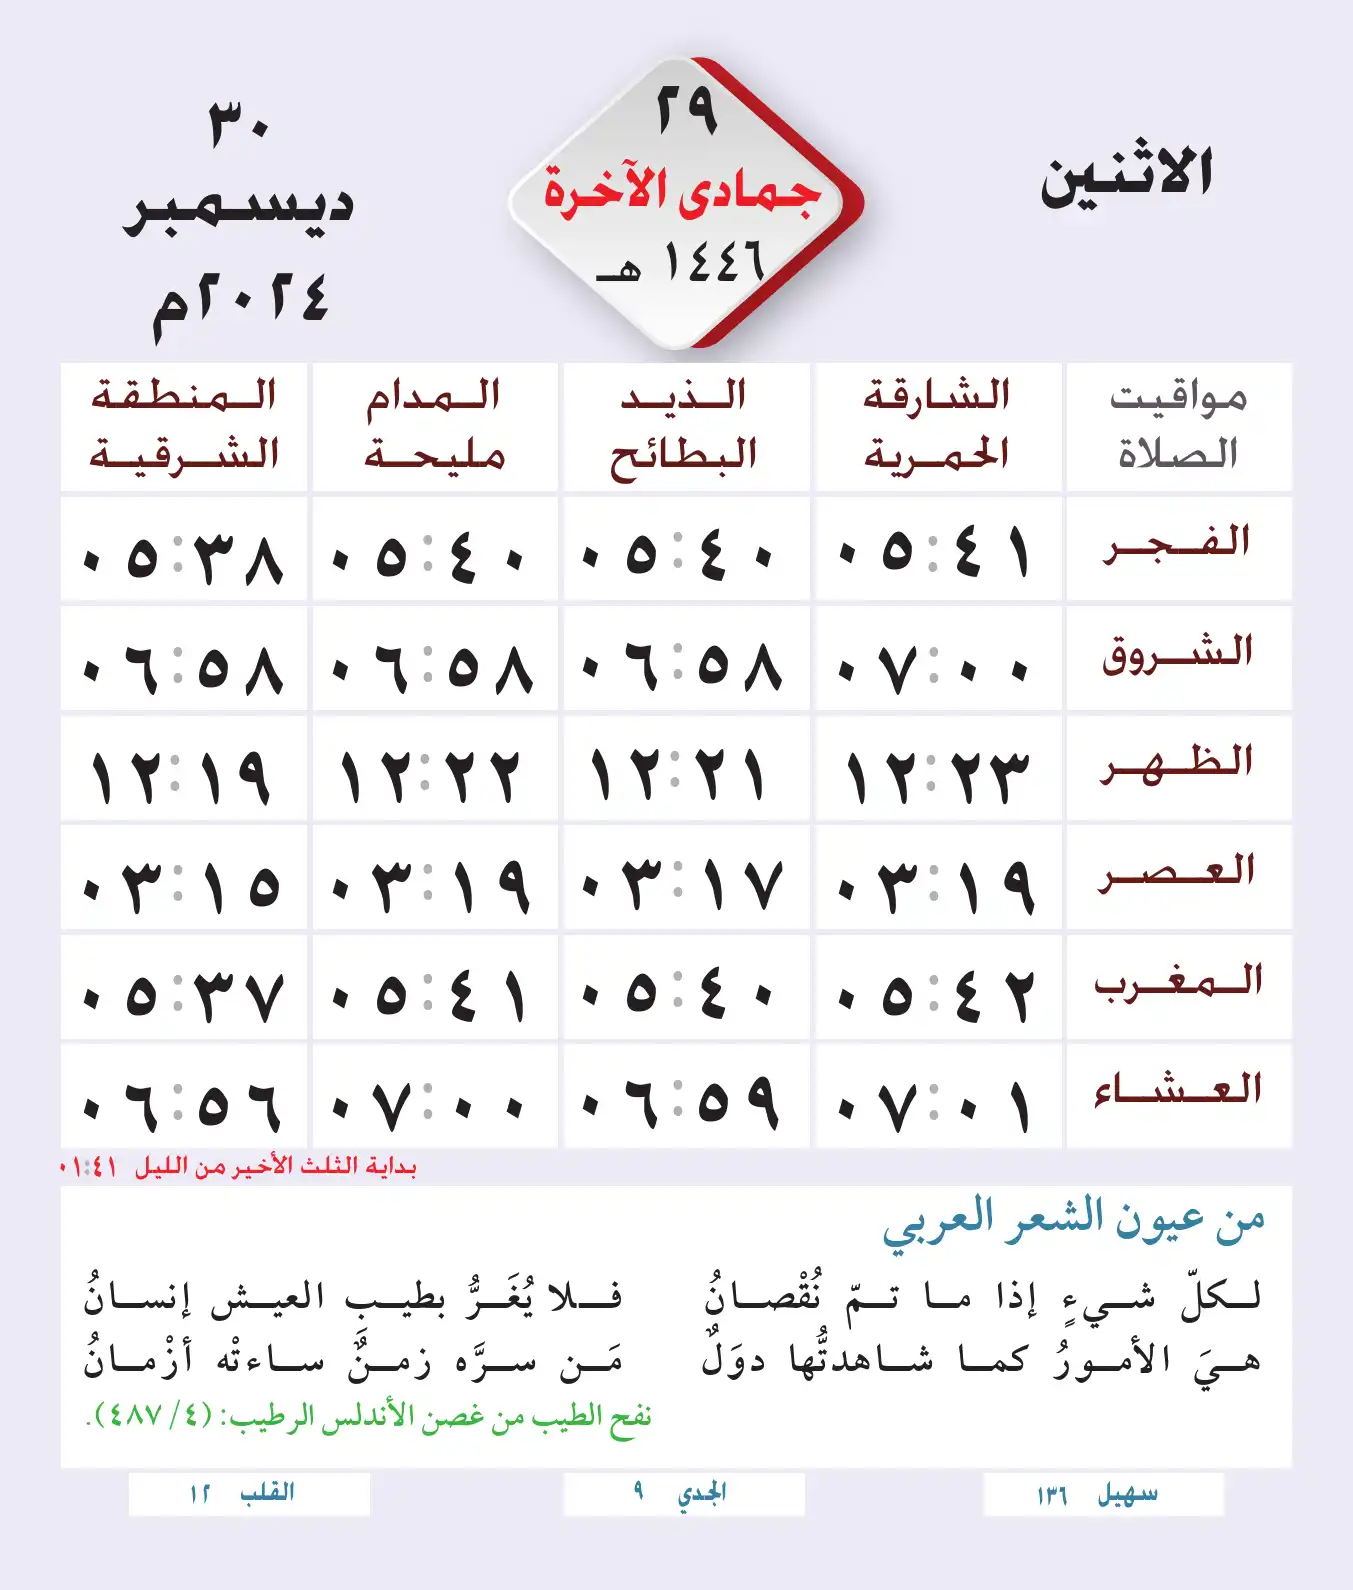 الاثنين
٢٩
جمادى الآخرة
١٤٤٦ هـ
٣٠
ديسمبر
٢٠٢٤م
مواقيت الصلاة
الشارقة الحمرية
الذيد البطائح
المدام مليحة
المنطقة الشرقية
الفجر ٠٥:٤١ ٠٥:٤٠ ٠٥:٤٠ ٠٥:٣٨
الشروق ٠٧:٠٠ ٠٦:٥٨ ٠٦:٥٨ ٠٦:٥٨
الظهر ١٢:٢٣ ١٢:٢١ ١٢:٢٢ ١٢:١٩
العصر ٠٣:١٩ ٠٣:١٧ ٠٣:١٩ ٠٣:١٥
المغرب ٠٥:٤٢ ٠٥:٤٠ ٠٥:٤١ ٠٥:٣٧
العشاء ٠٧:٠١ ٠٦:٥٩ ٠٧:٠٠ ٠٦:٥٦
بداية الثلث الأخير من الليل ٠١:٤١
من عيون الشعر العربي
لكلّ شيءٍ إذا ما تمّ نُقْصانُ فلا يُغَرُّ بطيبِ العيش إنسانُ
هيَ الأمورُ كما شاهدتُّها دوَلٌ مَن سرَّه زمنٌ ساءتْه أزْمانُ
نفح الطيب من غصن الأندلس الرطيب: (٤/ ٤٨٧).
سهيل ١٣٦
الجدي ٩
القلب ١٢